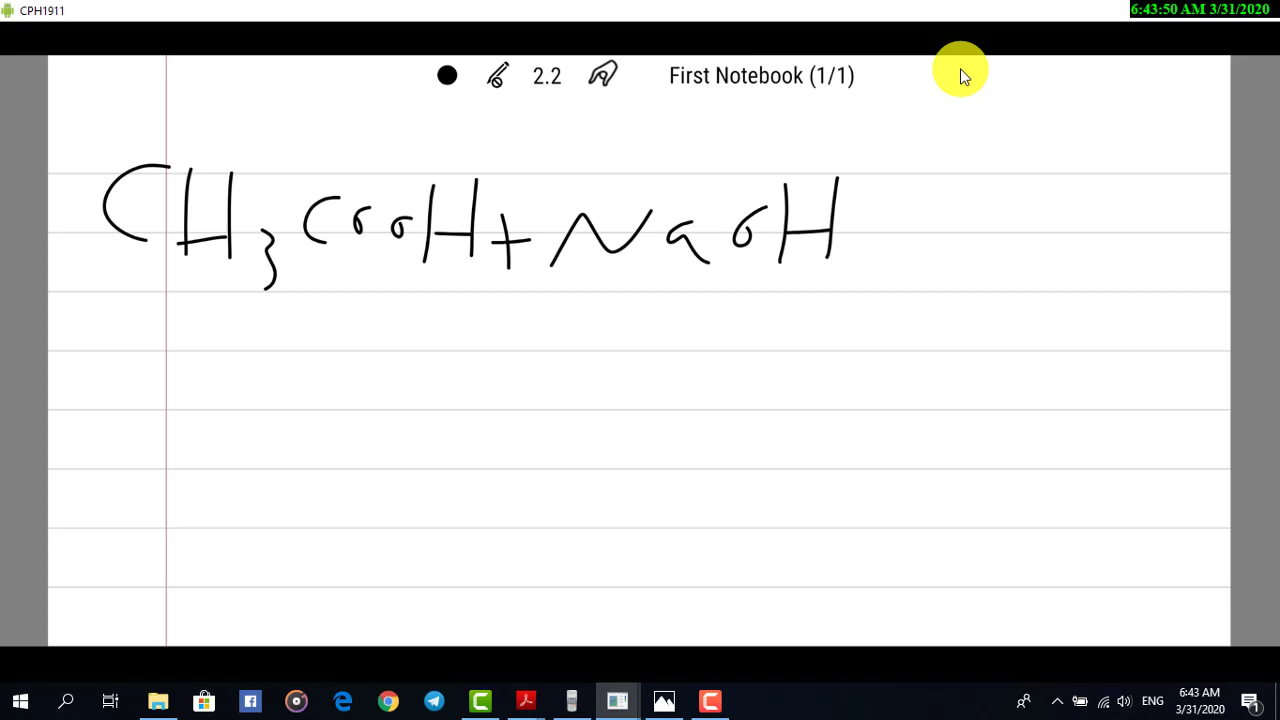 CPH1911
6:43:50 AM 3/31/2020
2.2 First Notebook (1/1)
CH3COOH+NaOH
ENG
6:43 AM
3/31/2020
1